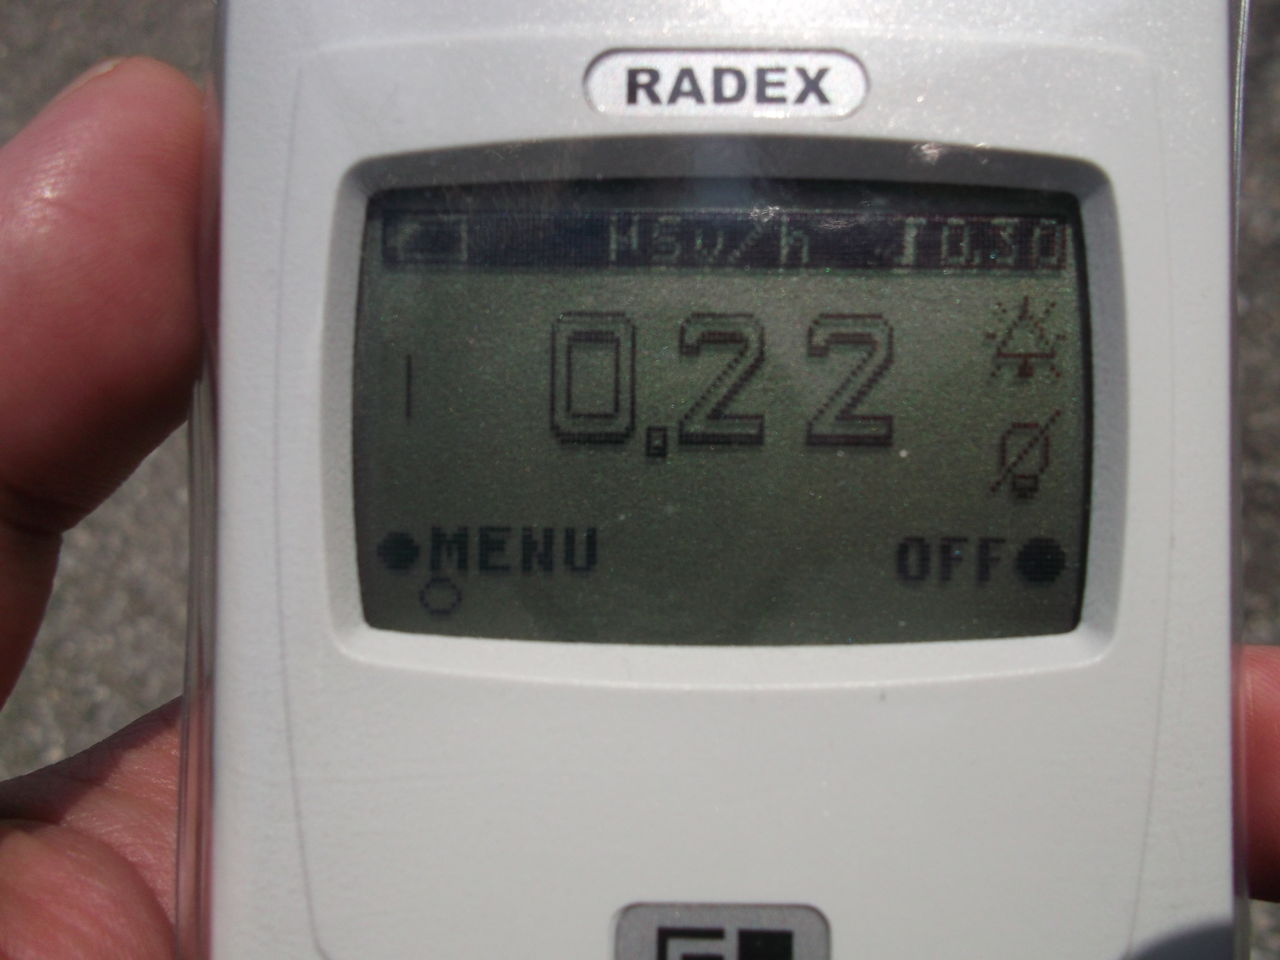 RADEX
μSv/h 0.30
0.22
MENU OFF